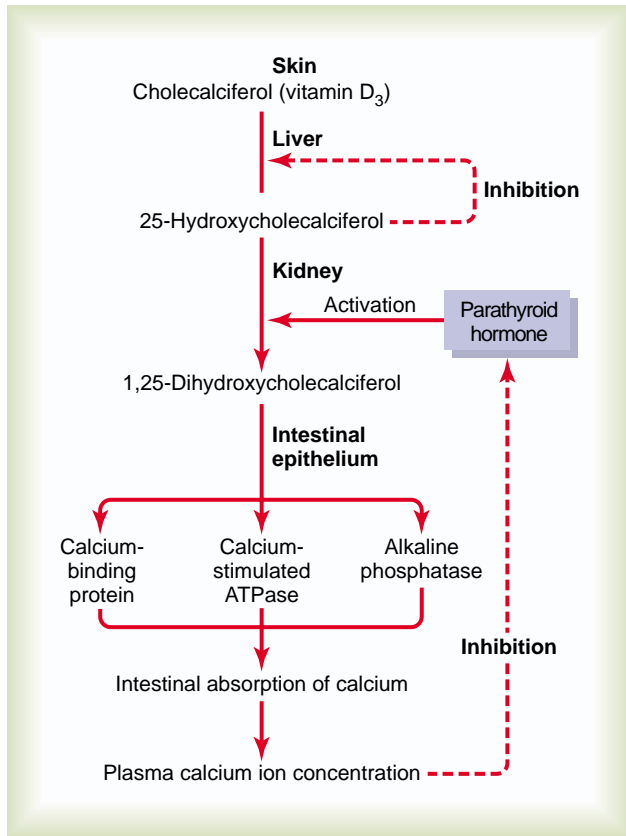 Skin
Cholecalciferol (vitamin D3)
Liver
Inhibition
25-Hydroxycholecalciferol
Kidney
Activation
Parathyroid
hormone
1,25-Dihydroxycholecalciferol
Intestinal
epithelium
Calcium-
binding
protein
Calcium-
stimulated
ATPase
Alkaline
phosphatase
Inhibition
Intestinal absorption of calcium
Plasma calcium ion concentration